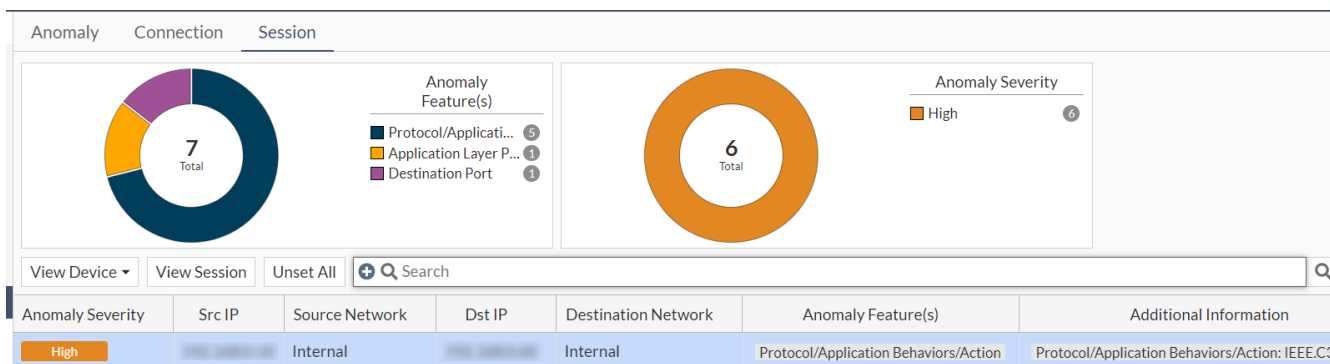 Anomaly Connection Session
Anomaly
Feature(s)
7
Total
Protocol/Applicati... 5
Application Layer P... 1
Destination Port 1
Anomaly Severity
High 6
6
Total
View Device View Session Unset All Search
Anomaly Severity Src IP Source Network Dst IP Destination Network Anomaly Feature(s) Additional Information
High Internal Internal Protocol/Application Behaviors/Action Protocol/Application Behaviors/Action: IEEE.C3